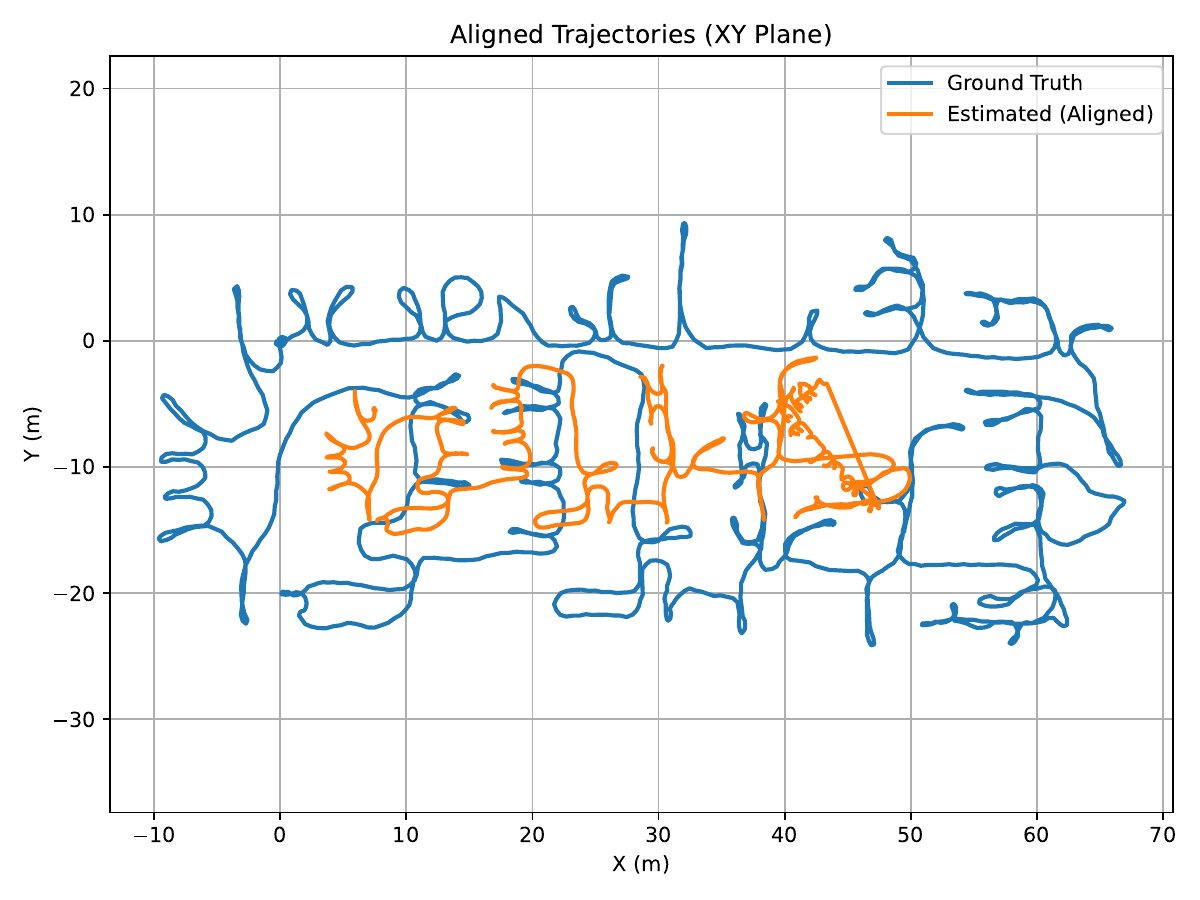 Aligned Trajectories (XY Plane)
Ground Truth
Estimated (Aligned)
20
10
0
−10
−20
−30
Y (m)
−10 0 10 20 30 40 50 60 70
X (m)